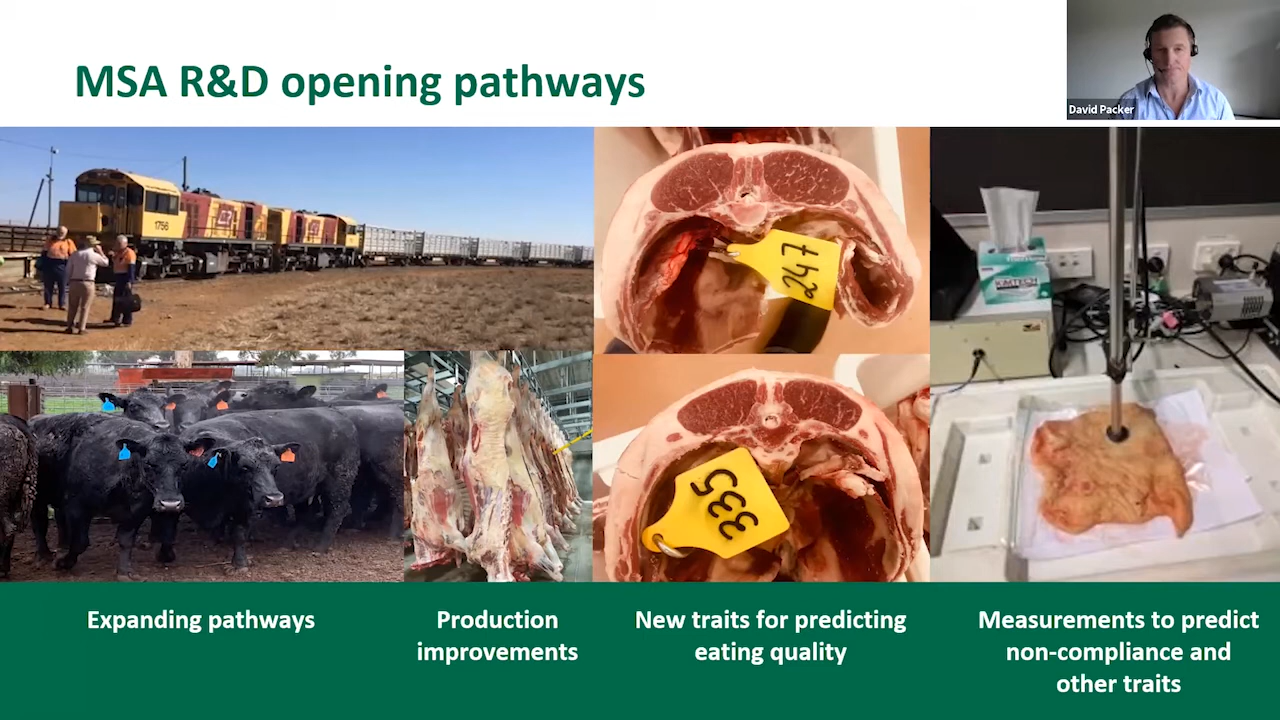 MSA R&D opening pathways
David Packer
1756
247
335
KIMTECH
Expanding pathways
Production
improvements
New traits for predicting
eating quality
Measurements to predict
non-compliance and
other traits